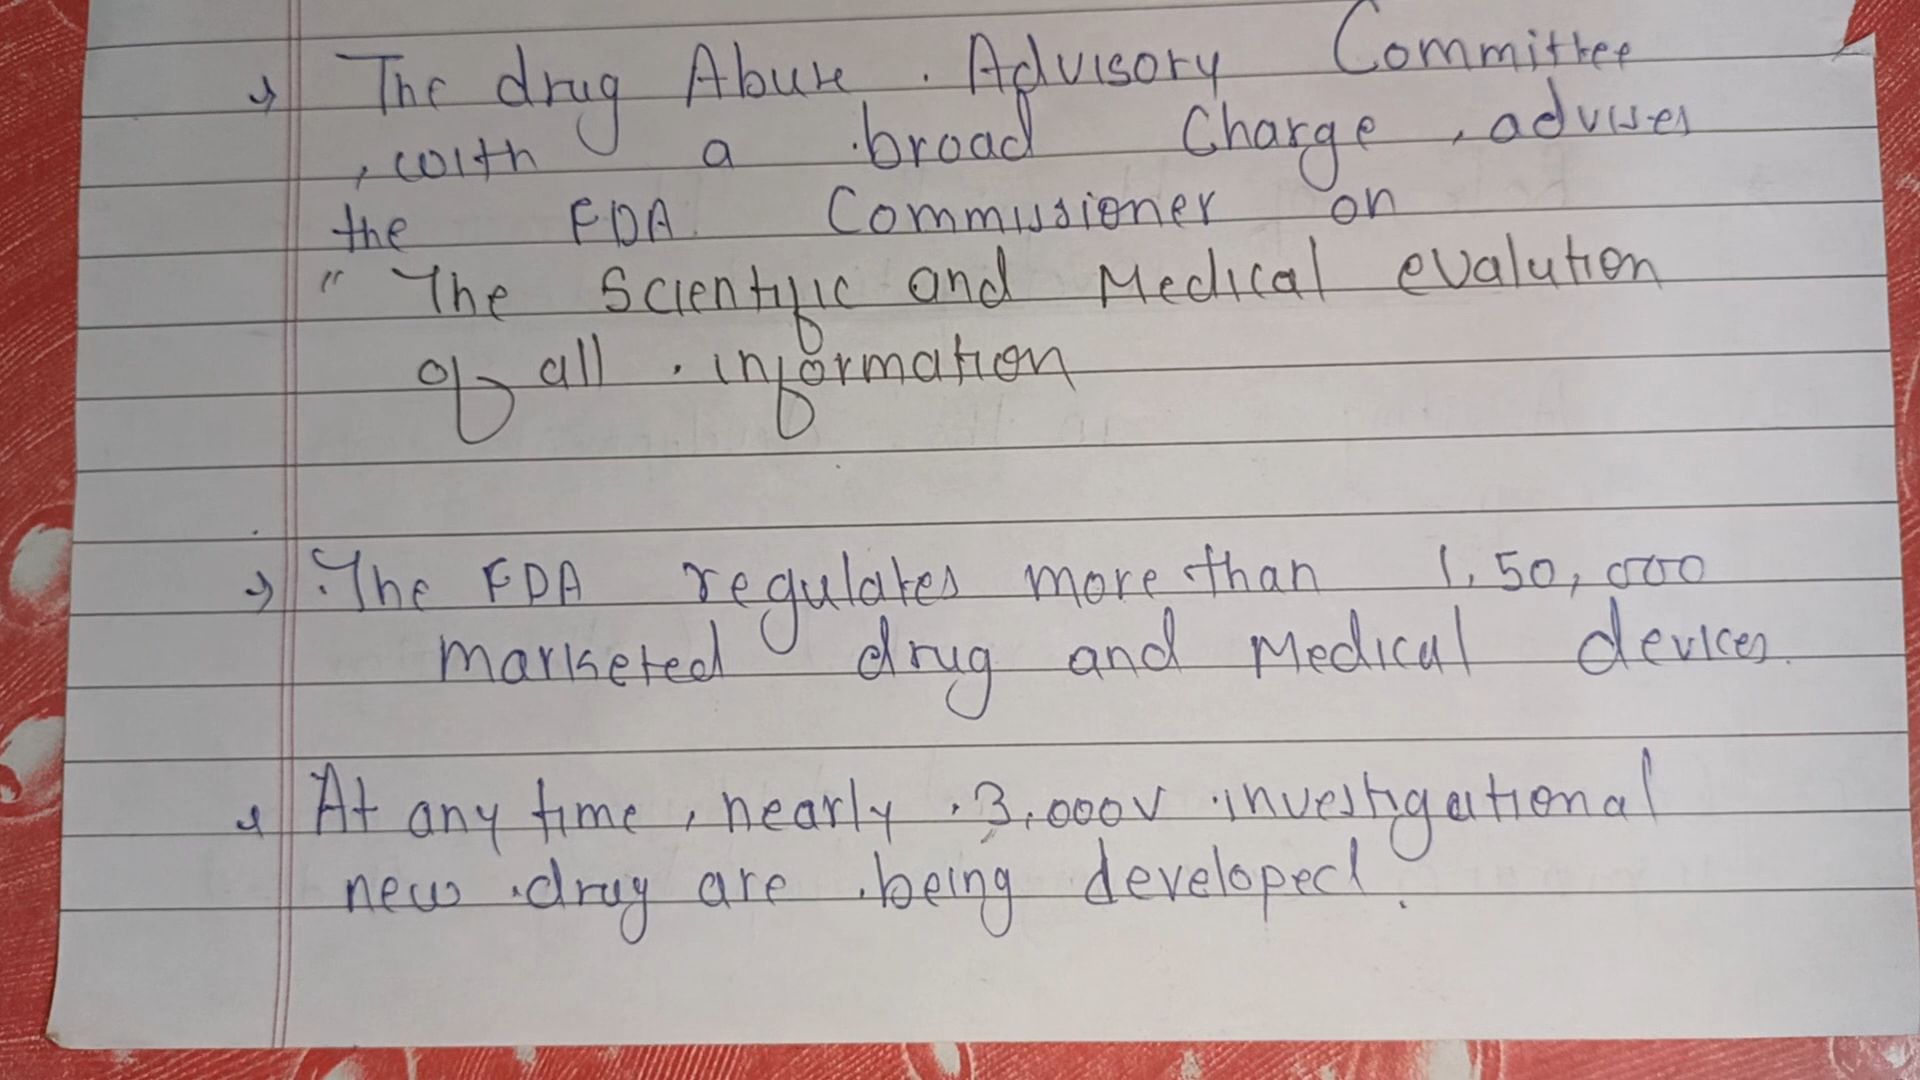 → The drug Abuse. Advisory Committee
, with a broad Charge, advises
the FDA Commissioner on
" The Scientific and Medical evalution
of all information
→ The FDA regulates more than 1,50,000
marketed drug and Medical devices.
→ At any time, nearly 3,000 investigational
new drug are being developed.